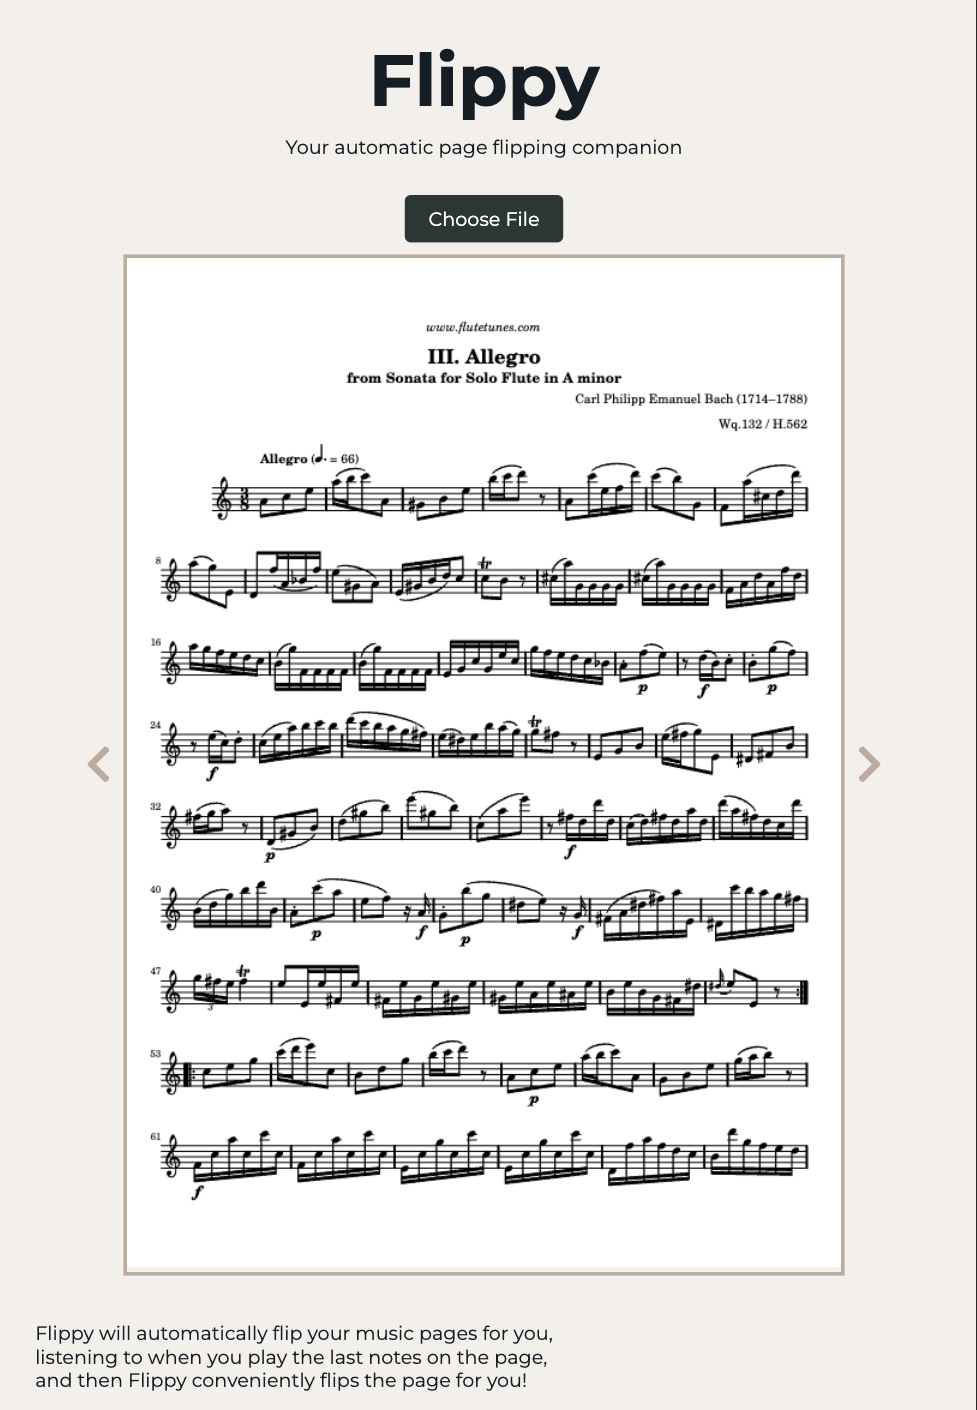 Flippy
Your automatic page flipping companion
Choose File
www.flutetunes.com
III. Allegro
from Sonata for Solo Flute in A minor
Carl Philipp Emanuel Bach (1714–1788)
Wq.132 / H.562
Allegro (♩. = 66)
3
8
8
tr
16
p f p
24
tr
f
32
p f
40
p f p f
47
tr
3
53
p
61
f
Flippy will automatically flip your music pages for you,
listening to when you play the last notes on the page,
and then Flippy conveniently flips the page for you!